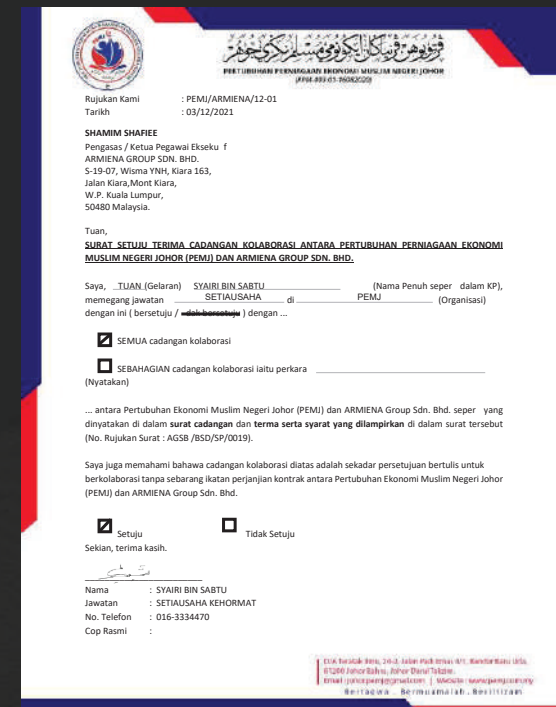 PERTUBUHAN PERNIAGAAN EKONOMI MUSLIM NEGERI JOHOR
Rujukan Kami : PEMJ/ARMIENA/12-01
Tarikh : 03/12/2021
SHAMIM SHAFIEE
Pengasas / Ketua Pegawai Ekseku f
ARMIENA GROUP SDN. BHD.
S-19-07, Wisma YNH, Kiara 163,
Jalan Kiara,Mont Kiara,
W.P. Kuala Lumpur,
50480 Malaysia.
Tuan,
SURAT SETUJU TERIMA CADANGAN KOLABORASI ANTARA PERTUBUHAN PERNIAGAAN EKONOMI
MUSLIM NEGERI JOHOR (PEMJ) DAN ARMIENA GROUP SDN. BHD.
Saya, TUAN (Gelaran) SYAIRI BIN SABTU (Nama Penuh seper dalam KP),
memegang jawatan SETIAUSAHA di PEMJ (Organisasi)
dengan ini ( bersetuju / dak bersetuju ) dengan ...
SEMUA cadangan kolaborasi
SEBAHAGIAN cadangan kolaborasi iaitu perkara
(Nyatakan)
... antara Pertubuhan Ekonomi Muslim Negeri Johor (PEMJ) dan ARMIENA Group Sdn. Bhd. seper yang
dinyatakan di dalam surat cadangan dan terma serta syarat yang dilampirkan di dalam surat tersebut
(No. Rujukan Surat : AGSB /BSD/SP/0019).
Saya juga memahami bahawa cadangan kolaborasi diatas adalah sekadar persetujuan bertulis untuk
berkolaborasi tanpa sebarang ikatan perjanjian kontrak antara Pertubuhan Ekonomi Muslim Negeri Johor
(PEMJ) dan ARMIENA Group Sdn. Bhd.
Setuju Tidak Setuju
Sekian, terima kasih.
Nama : SYAIRI BIN SABTU
Jawatan : SETIAUSAHA KEHORMAT
No. Telefon : 016-3334470
Cop Rasmi :
Bertaqwa . Bermuamalah . Beriltizam